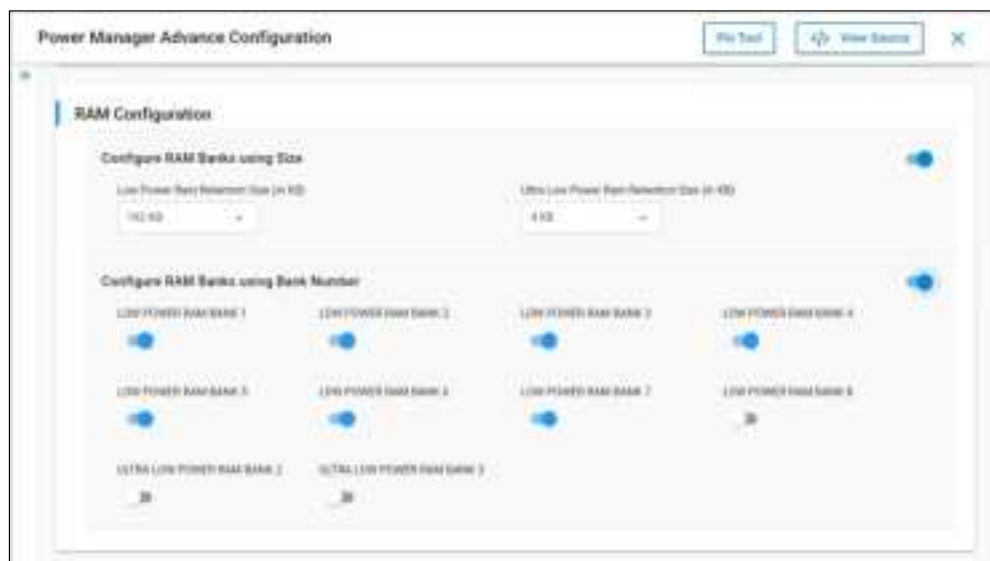 Power Manager Advance Configuration
Pin Tool
</> View Source
RAM Configuration
Configure RAM Banks using Size
Low Power Ram Retention Size (in KB)
Ultra Low Power Ram Retention Size (in KB)
192 KB
4 KB
Configure RAM Banks using Bank Number
LOW POWER RAM BANK 1
LOW POWER RAM BANK 2
LOW POWER RAM BANK 3
LOW POWER RAM BANK 4
LOW POWER RAM BANK 5
LOW POWER RAM BANK 6
LOW POWER RAM BANK 7
LOW POWER RAM BANK 8
ULTRA LOW POWER RAM BANK 2
ULTRA LOW POWER RAM BANK 3